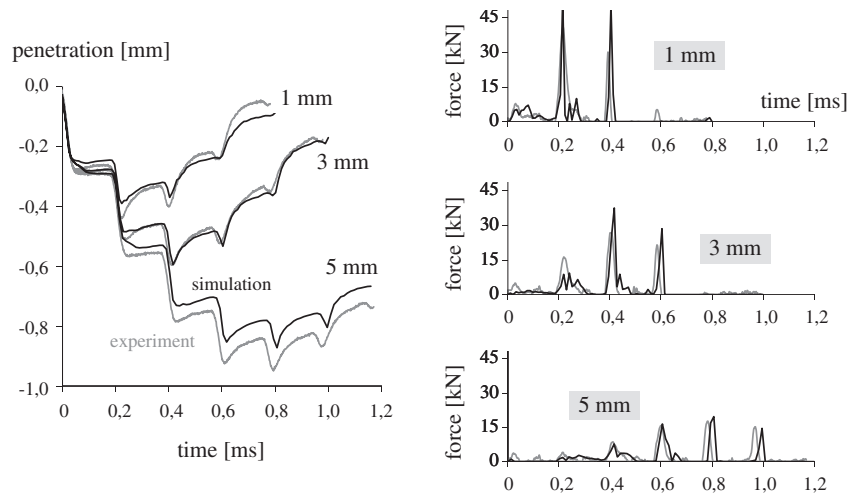 penetration [mm]
0,0
-0,2
-0,4
-0,6
-0,8
-1,0
0 0,2 0,4 0,6 0,8 1,0 1,2
time [ms]
1 mm
3 mm
5 mm
simulation
experiment
force [kN]
45
30
15
0
0 0,2 0,4 0,6 0,8 1,0 1,2
1 mm
time [ms]
force [kN]
45
30
15
0
0 0,2 0,4 0,6 0,8 1,0 1,2
3 mm
force [kN]
45
30
15
0
0 0,2 0,4 0,6 0,8 1,0 1,2
5 mm